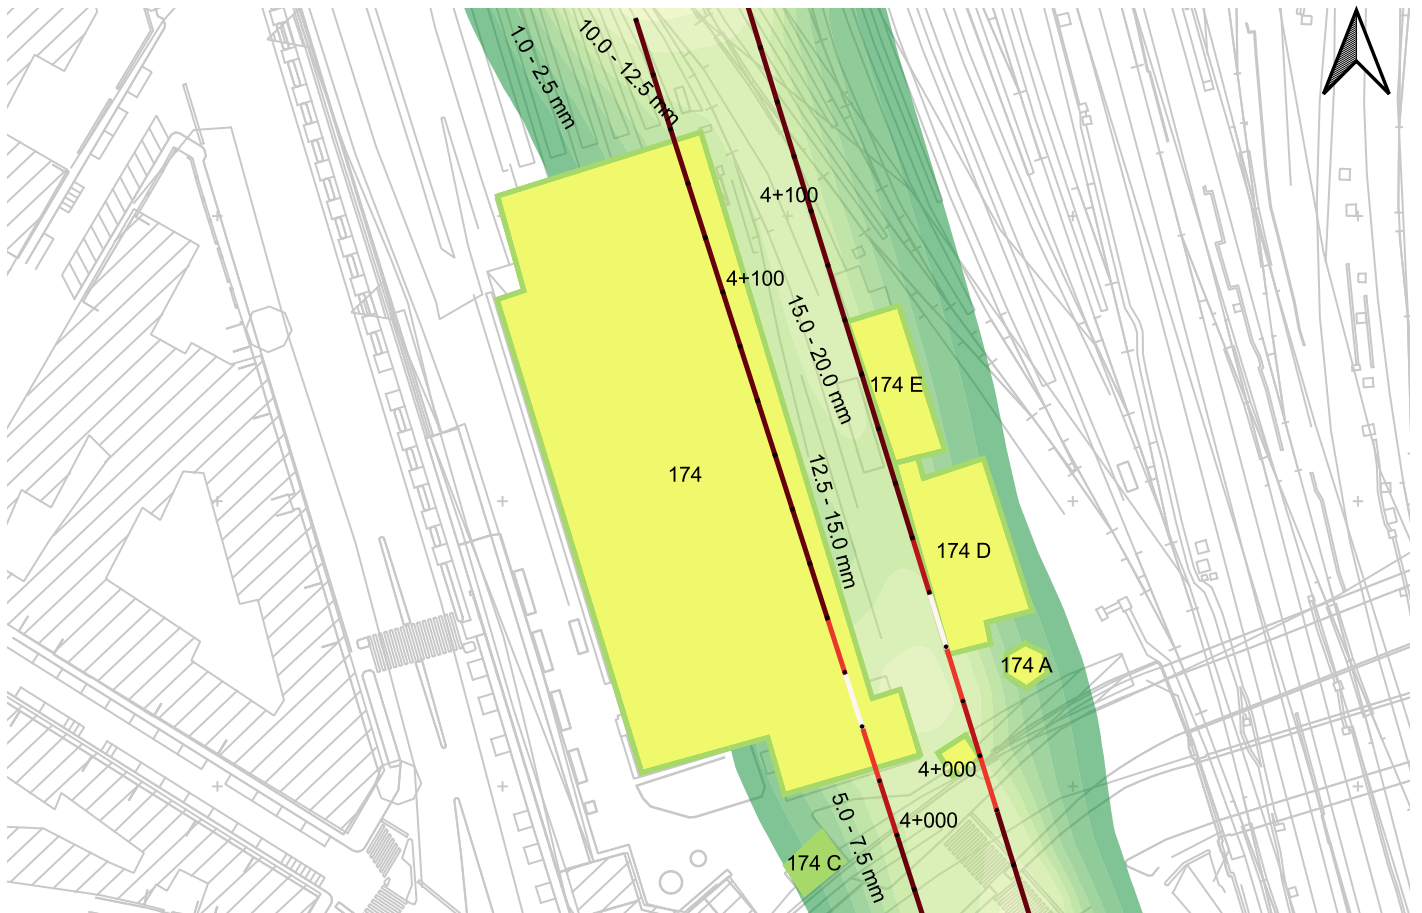 1.0 - 2.5 mm
10.0 - 12.5 mm
4+100
4+100
15.0 - 20.0 mm
174 E
174
12.5 - 15.0 mm
174 D
174 A
4+000
5.0 - 7.5 mm
4+000
174 C